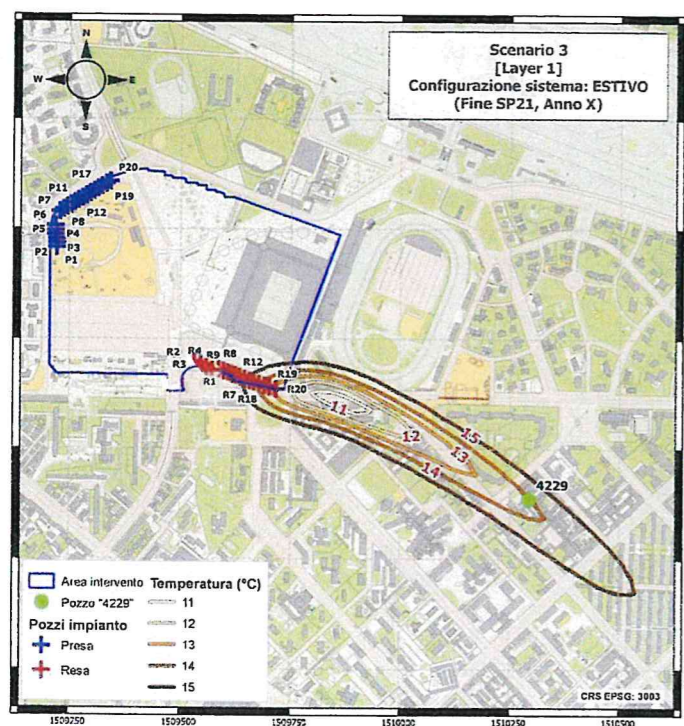 Scenario 3
[Layer 1]
Configurazione sistema: ESTIVO
(Fine SP21, Anno X)
N
W E
S
P17 P20
P11
P7 P19
P6 P12
P8
P5 P4
P3
P2 P1
R2 R4 R9 R8
R3 R12
R1 R19
R20
R7 R18
11
12
13
14
15
4229
Area intervento
Pozzo "4229"
Pozzi impianto
Presa
Resa
Temperatura (°C)
11
12
13
14
15
CRS EPSG: 3003
1509250 1509500 1509750 1510000 1510250 1510500